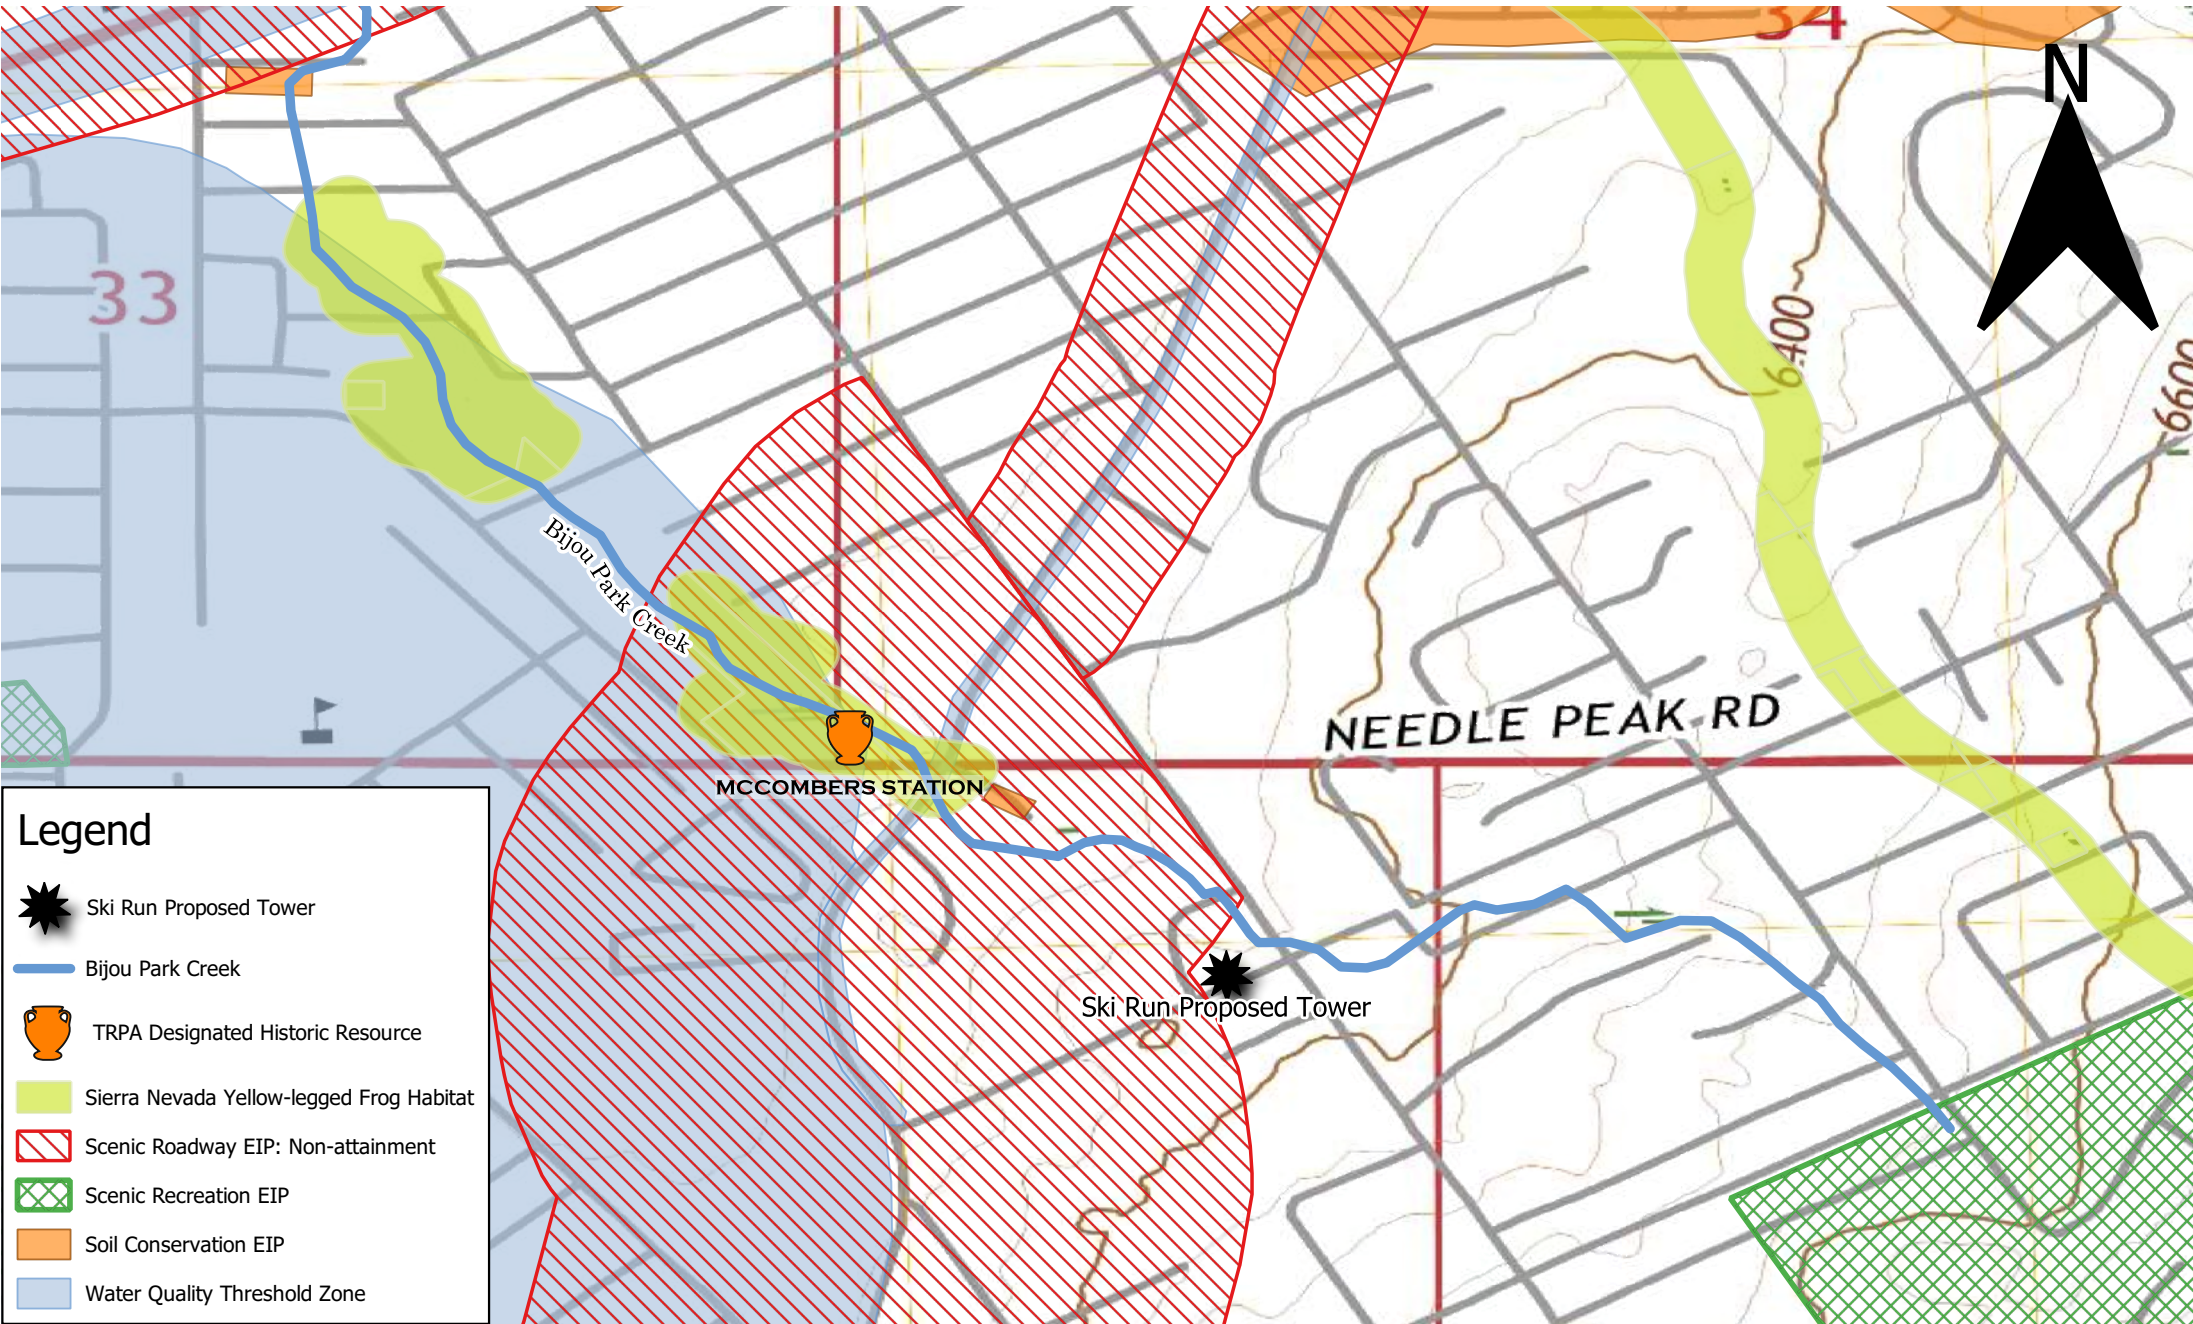 34
N
33
6400
6600
Bijou Park Creek
NEEDLE PEAK RD
MCCOMBERS STATION
Ski Run Proposed Tower
Legend
Ski Run Proposed Tower
Bijou Park Creek
TRPA Designated Historic Resource
Sierra Nevada Yellow-legged Frog Habitat
Scenic Roadway EIP: Non-attainment
Scenic Recreation EIP
Soil Conservation EIP
Water Quality Threshold Zone